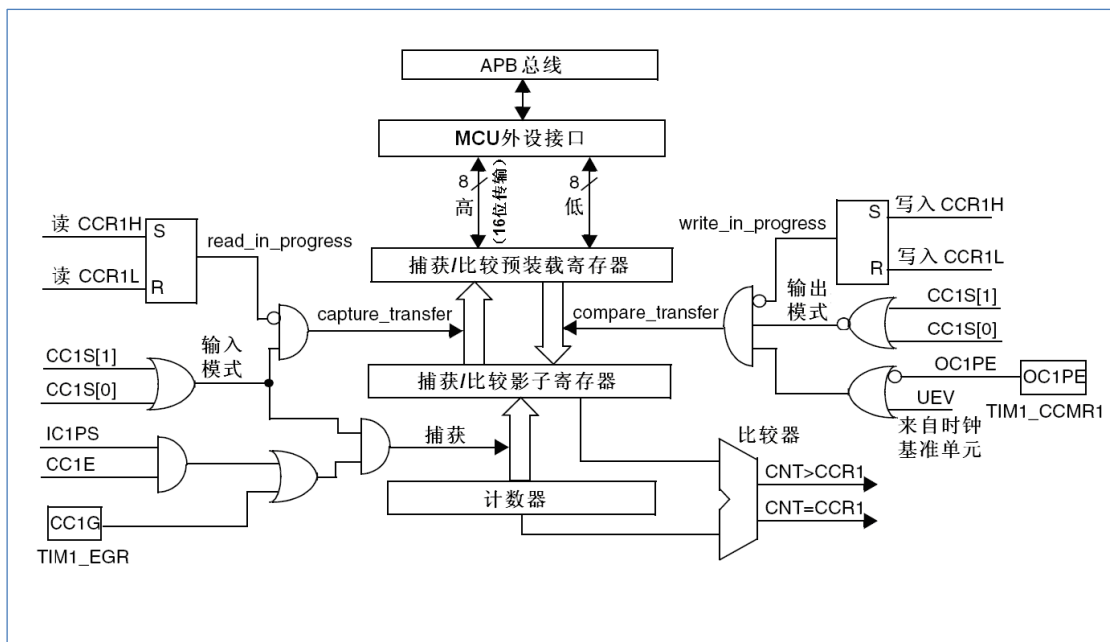 APB 总线
MCU外设接口
8
高
(16位传输)
8
低
读 CCR1H
S
read_in_progress
读 CCR1L
R
write_in_progress
S
写入 CCR1H
R
写入 CCR1L
捕获/比较预装载寄存器
capture_transfer
compare_transfer
输出
模式
CC1S[1]
CC1S[0]
CC1S[1]
输入
模式
CC1S[0]
捕获/比较影子寄存器
OC1PE
OC1PE
UEV
TIM1_CCMR1
来自时钟
基准单元
IC1PS
捕获
CC1E
比较器
CNT>CCR1
计数器
CNT=CCR1
CC1G
TIM1_EGR